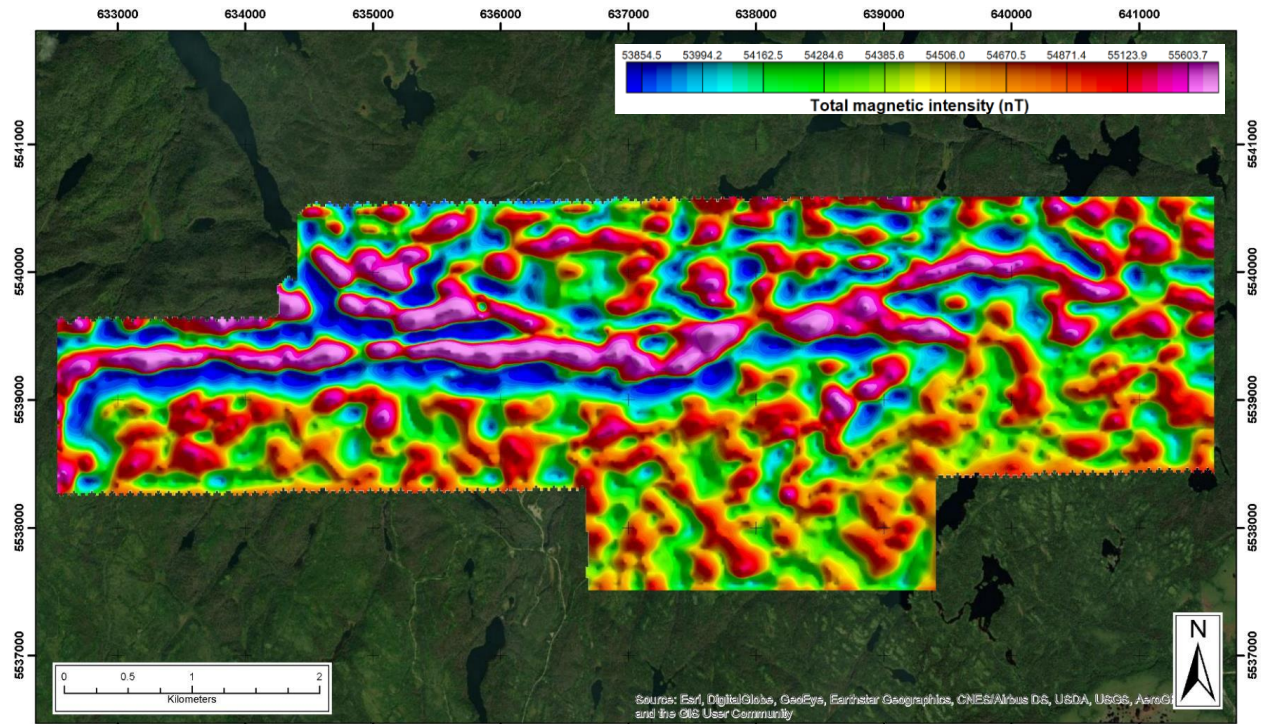 633000 634000 635000 636000 637000 638000 639000 640000 641000
53854.5 53994.2 54162.5 54284.6 54385.6 54506.0 54670.5 54871.4 55123.9 55603.7
Total magnetic intensity (nT)
5541000 5541000
5540000 5540000
5539000 5539000
5538000 5538000
5537000 5537000
N
0 0.5 1 2
Kilometers
Source: Esri, DigitalGlobe, GeoEye, Earthstar Geographics, CNES/Airbus DS, USDA, USGS,
and the GIS User Community